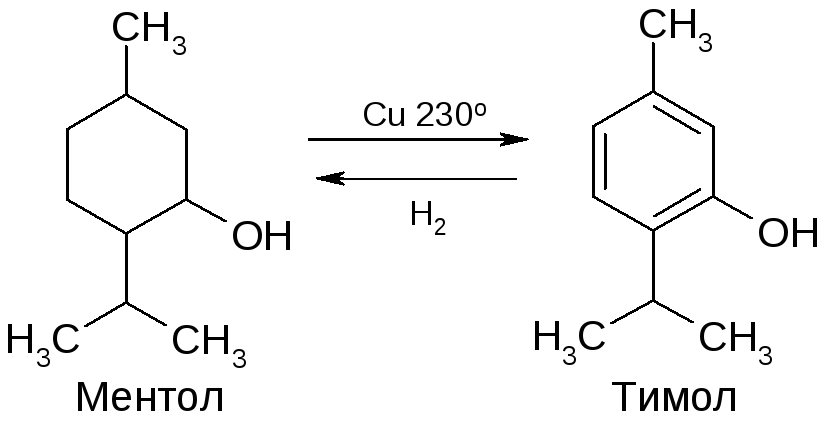 CH₃ CH₃
Cu 230º
H₂
OH OH
H₃C CH₃ H₃C CH₃
Ментол Тимол